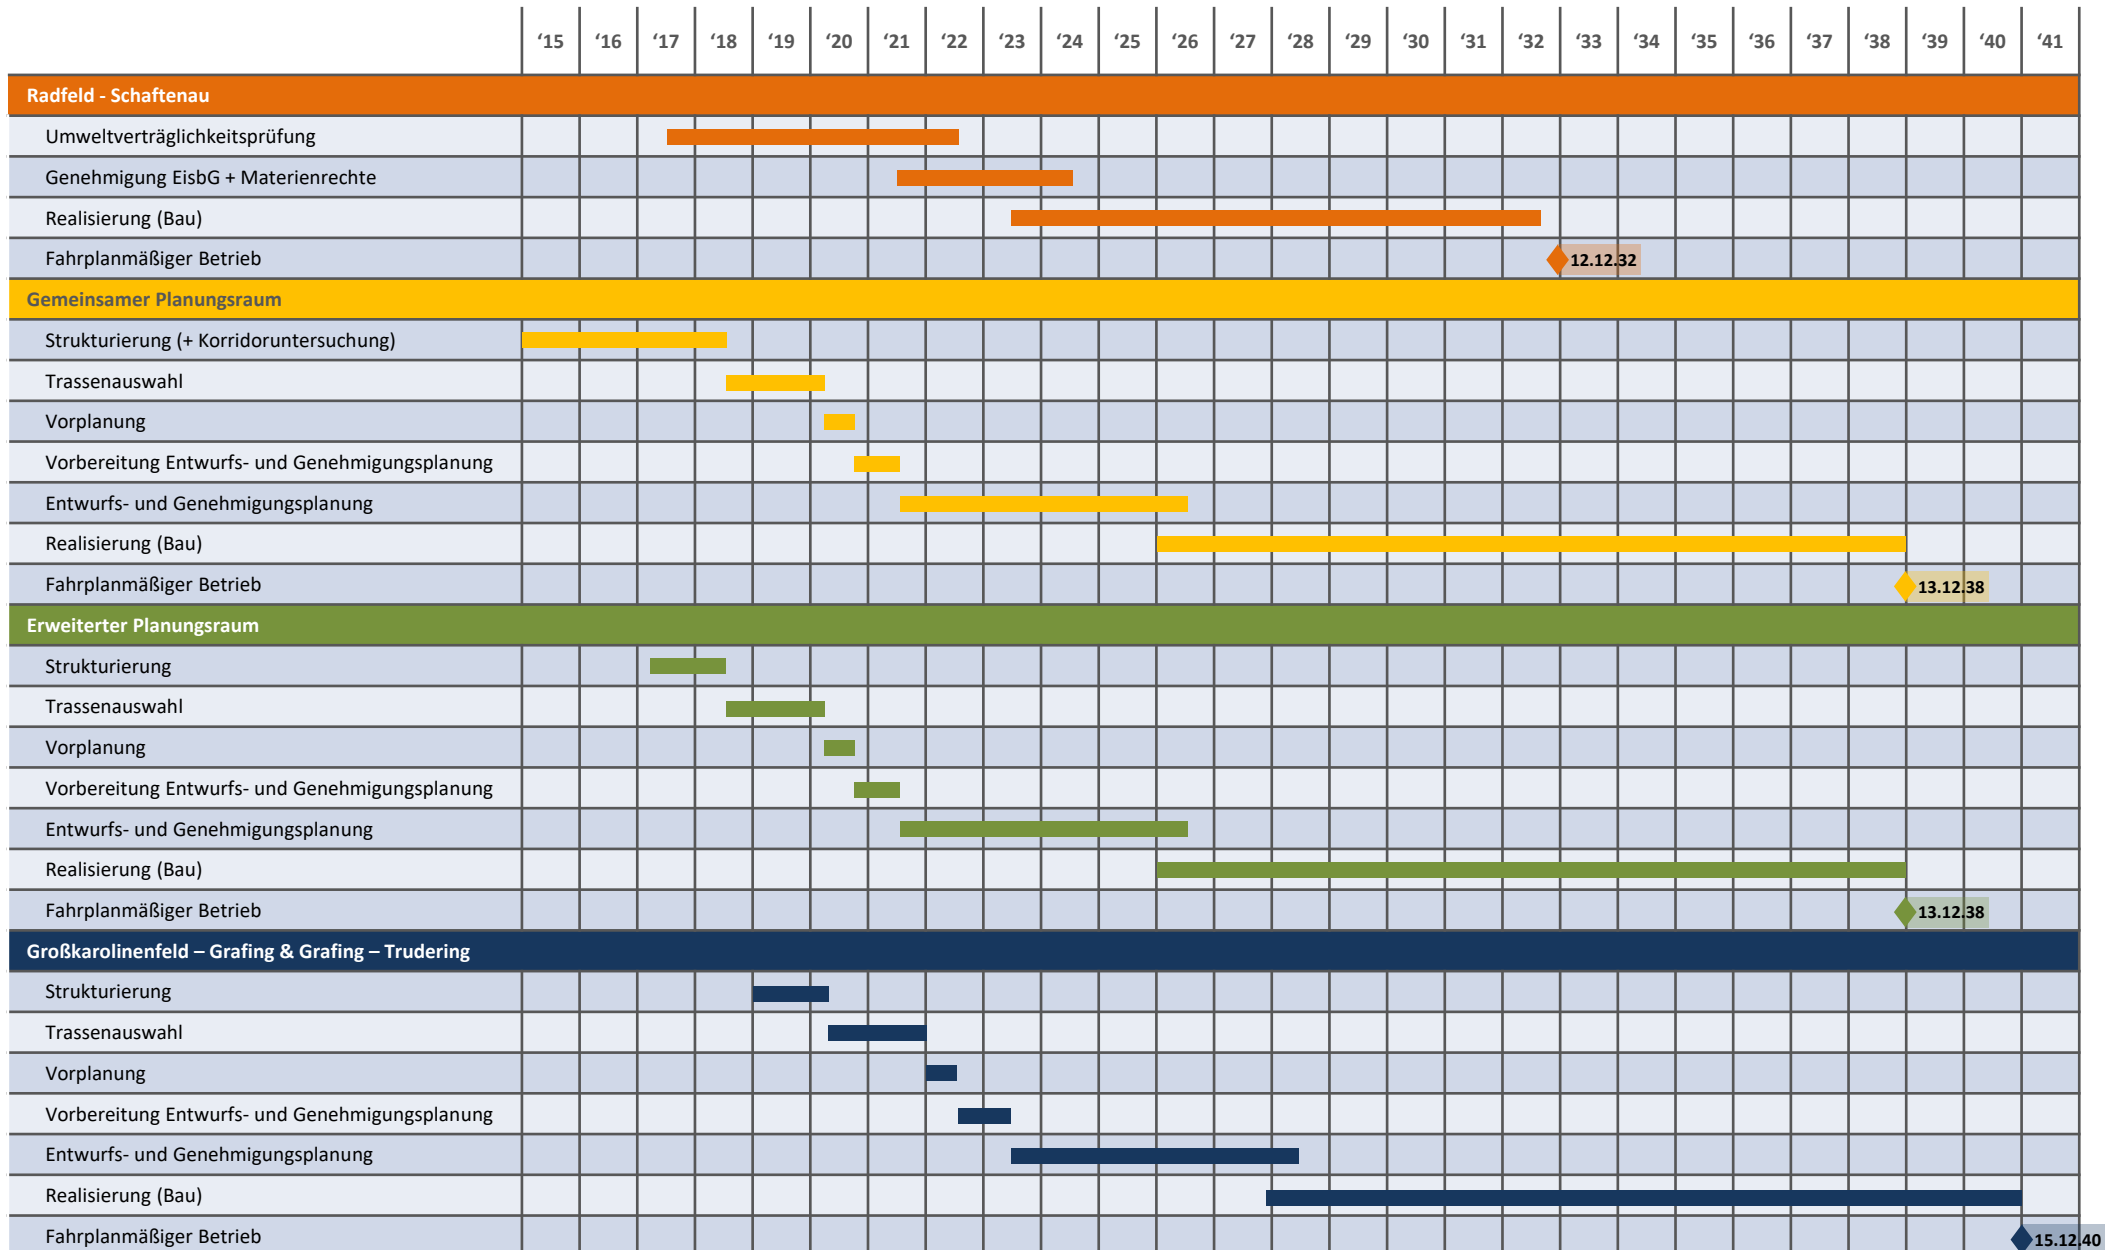 ‘15 ‘16 ‘17 ‘18 ‘19 ‘20 ‘21 ‘22 ‘23 ‘24 ‘25 ‘26 ‘27 ‘28 ‘29 ‘30 ‘31 ‘32 ‘33 ‘34 ‘35 ‘36 ‘37 ‘38 ‘39 ‘40 ‘41
Radfeld - Schaftenau
Umweltverträglichkeitsprüfung
Genehmigung EisbG + Materienrechte
Realisierung (Bau)
Fahrplanmäßiger Betrieb 12.12.32
Gemeinsamer Planungsraum
Strukturierung (+ Korridoruntersuchung)
Trassenauswahl
Vorplanung
Vorbereitung Entwurfs- und Genehmigungsplanung
Entwurfs- und Genehmigungsplanung
Realisierung (Bau)
Fahrplanmäßiger Betrieb 13.12.38
Erweiterter Planungsraum
Strukturierung
Trassenauswahl
Vorplanung
Vorbereitung Entwurfs- und Genehmigungsplanung
Entwurfs- und Genehmigungsplanung
Realisierung (Bau)
Fahrplanmäßiger Betrieb 13.12.38
Großkarolinenfeld – Grafing & Grafing – Trudering
Strukturierung
Trassenauswahl
Vorplanung
Vorbereitung Entwurfs- und Genehmigungsplanung
Entwurfs- und Genehmigungsplanung
Realisierung (Bau)
Fahrplanmäßiger Betrieb 15.12.40